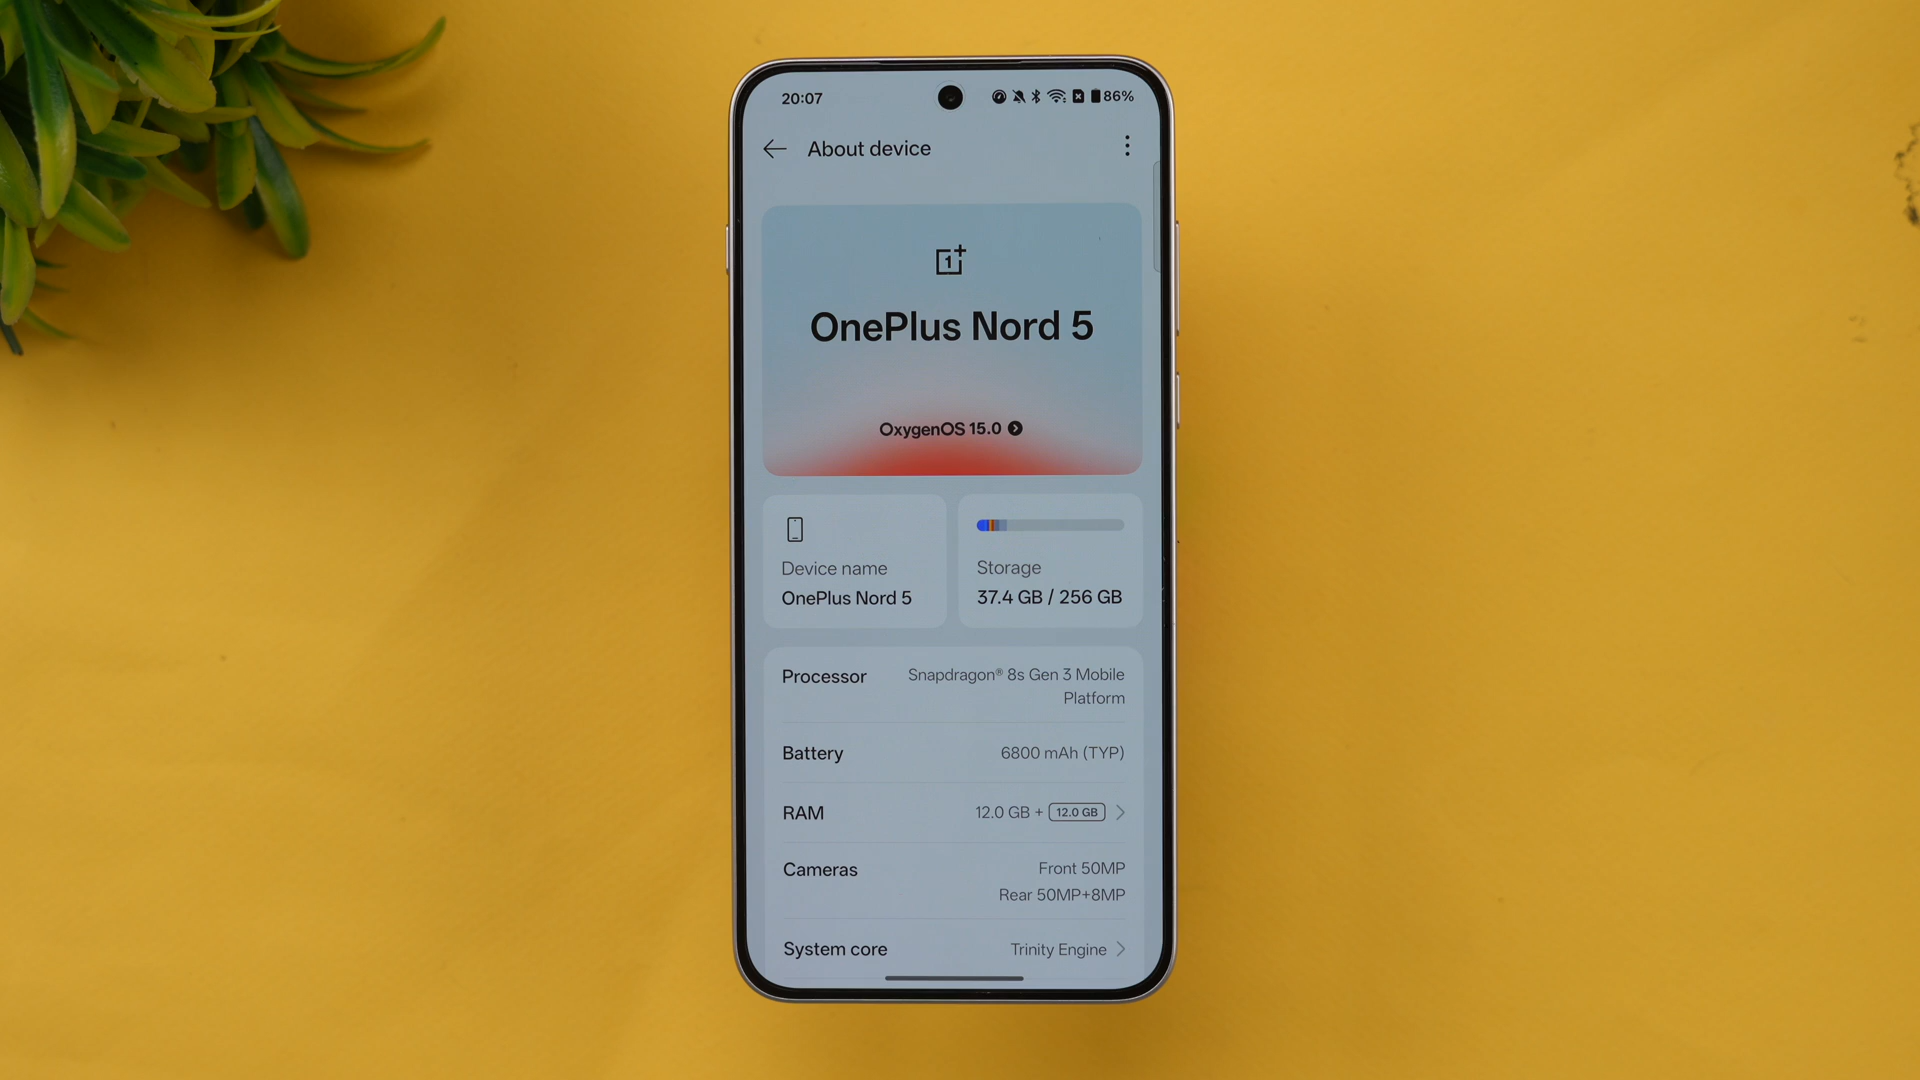 20:07 86%
About device
OnePlus Nord 5
OxygenOS 15.0
Device name
OnePlus Nord 5
Storage
37.4 GB / 256 GB
Processor Snapdragon® 8s Gen 3 Mobile
Platform
Battery 6800 mAh (TYP)
RAM 12.0 GB + 12.0 GB
Cameras Front 50MP
Rear 50MP+8MP
System core Trinity Engine